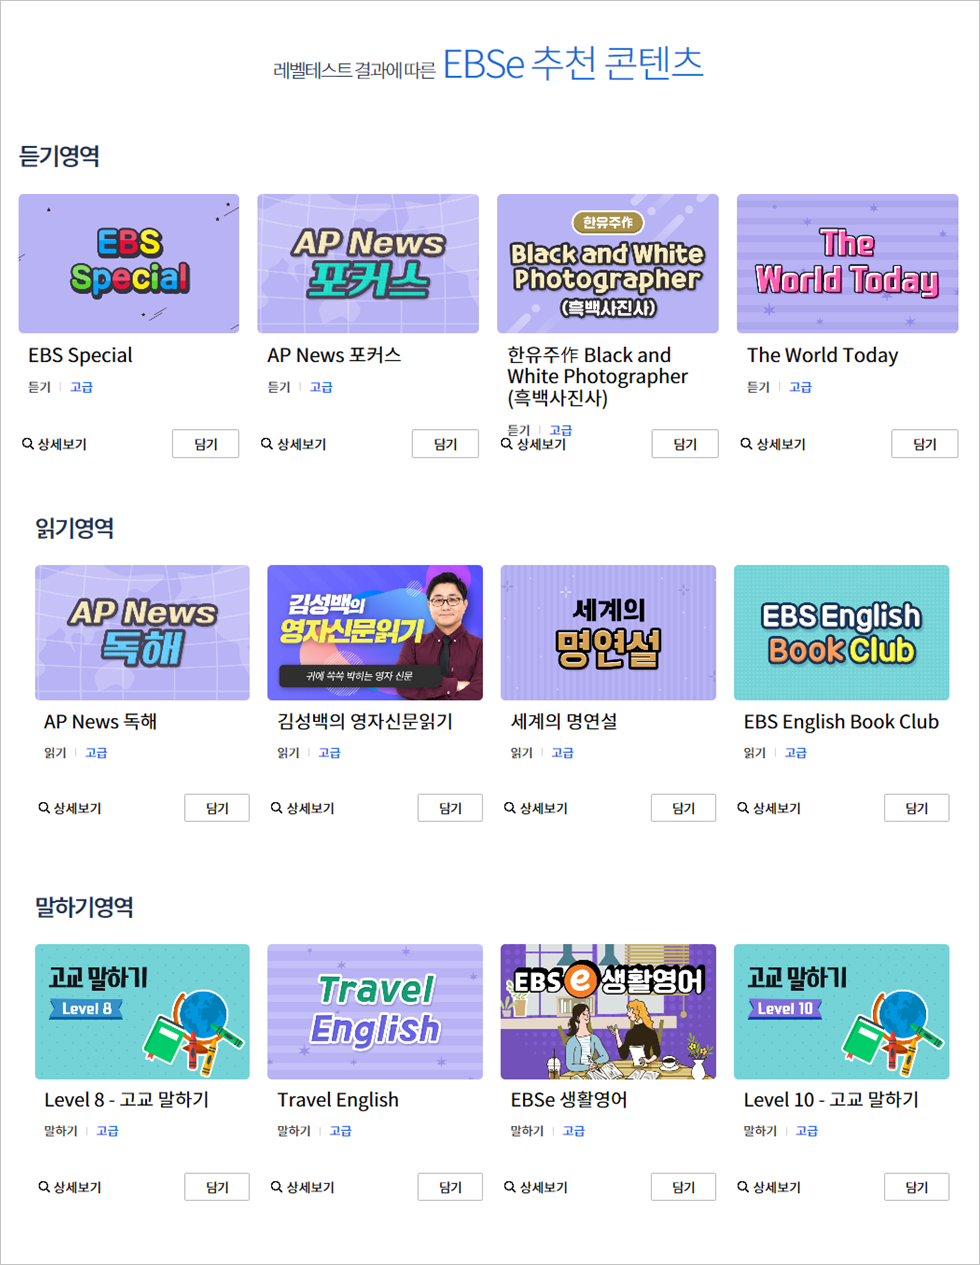 레벨테스트 결과에 따른 EBSe 추천 콘텐츠
듣기영역
EBS
Special
AP News
포커스
한유주作
Black and White
Photographer
(흑백사진사)
The
World Today
EBS Special
듣기 | 고급
AP News 포커스
듣기 | 고급
한유주作 Black and
White Photographer
(흑백사진사)
듣기 | 고급
The World Today
듣기 | 고급
상세보기 담기
상세보기 담기
상세보기 담기
상세보기 담기
읽기영역
AP News
독해
김성백의
영자신문읽기
귀에 쏙쏙 박히는 영자 신문
세계의
명연설
EBS English
Book Club
AP News 독해
읽기 | 고급
김성백의 영자신문읽기
읽기 | 고급
세계의 명연설
읽기 | 고급
EBS English Book Club
읽기 | 고급
상세보기 담기
상세보기 담기
상세보기 담기
상세보기 담기
말하기영역
고교 말하기
Level 8
Travel
English
EBS e 생활영어
고교 말하기
Level 10
Level 8 - 고교 말하기
말하기 | 고급
Travel English
말하기 | 고급
EBSe 생활영어
말하기 | 고급
Level 10 - 고교 말하기
말하기 | 고급
상세보기 담기
상세보기 담기
상세보기 담기
상세보기 담기